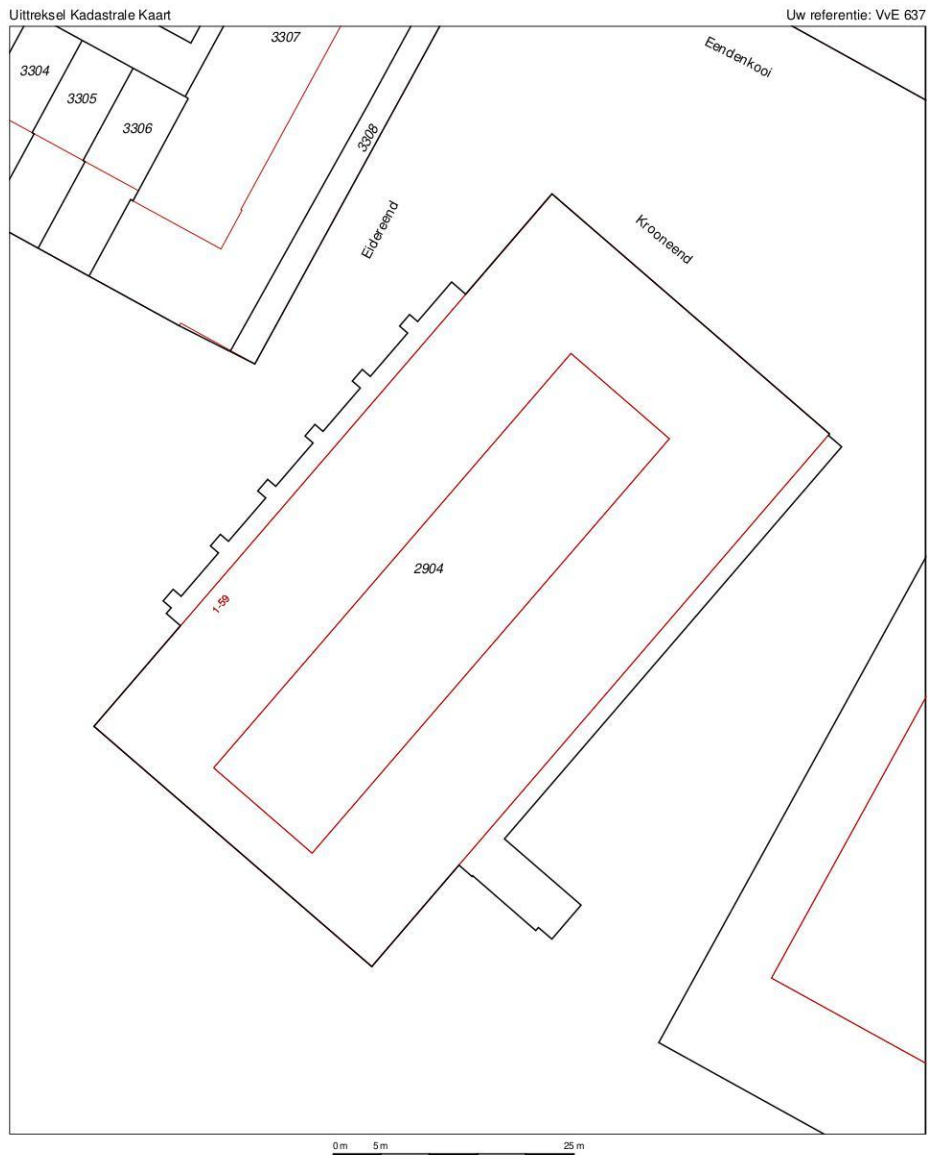 Uittreksel Kadastrale Kaart
Uw referentie: VvE 637
3307
Eendenkooi
3304
3305
3306
3308
Eidereend
Krooneend
2904
1-59
0 m 5 m 25 m